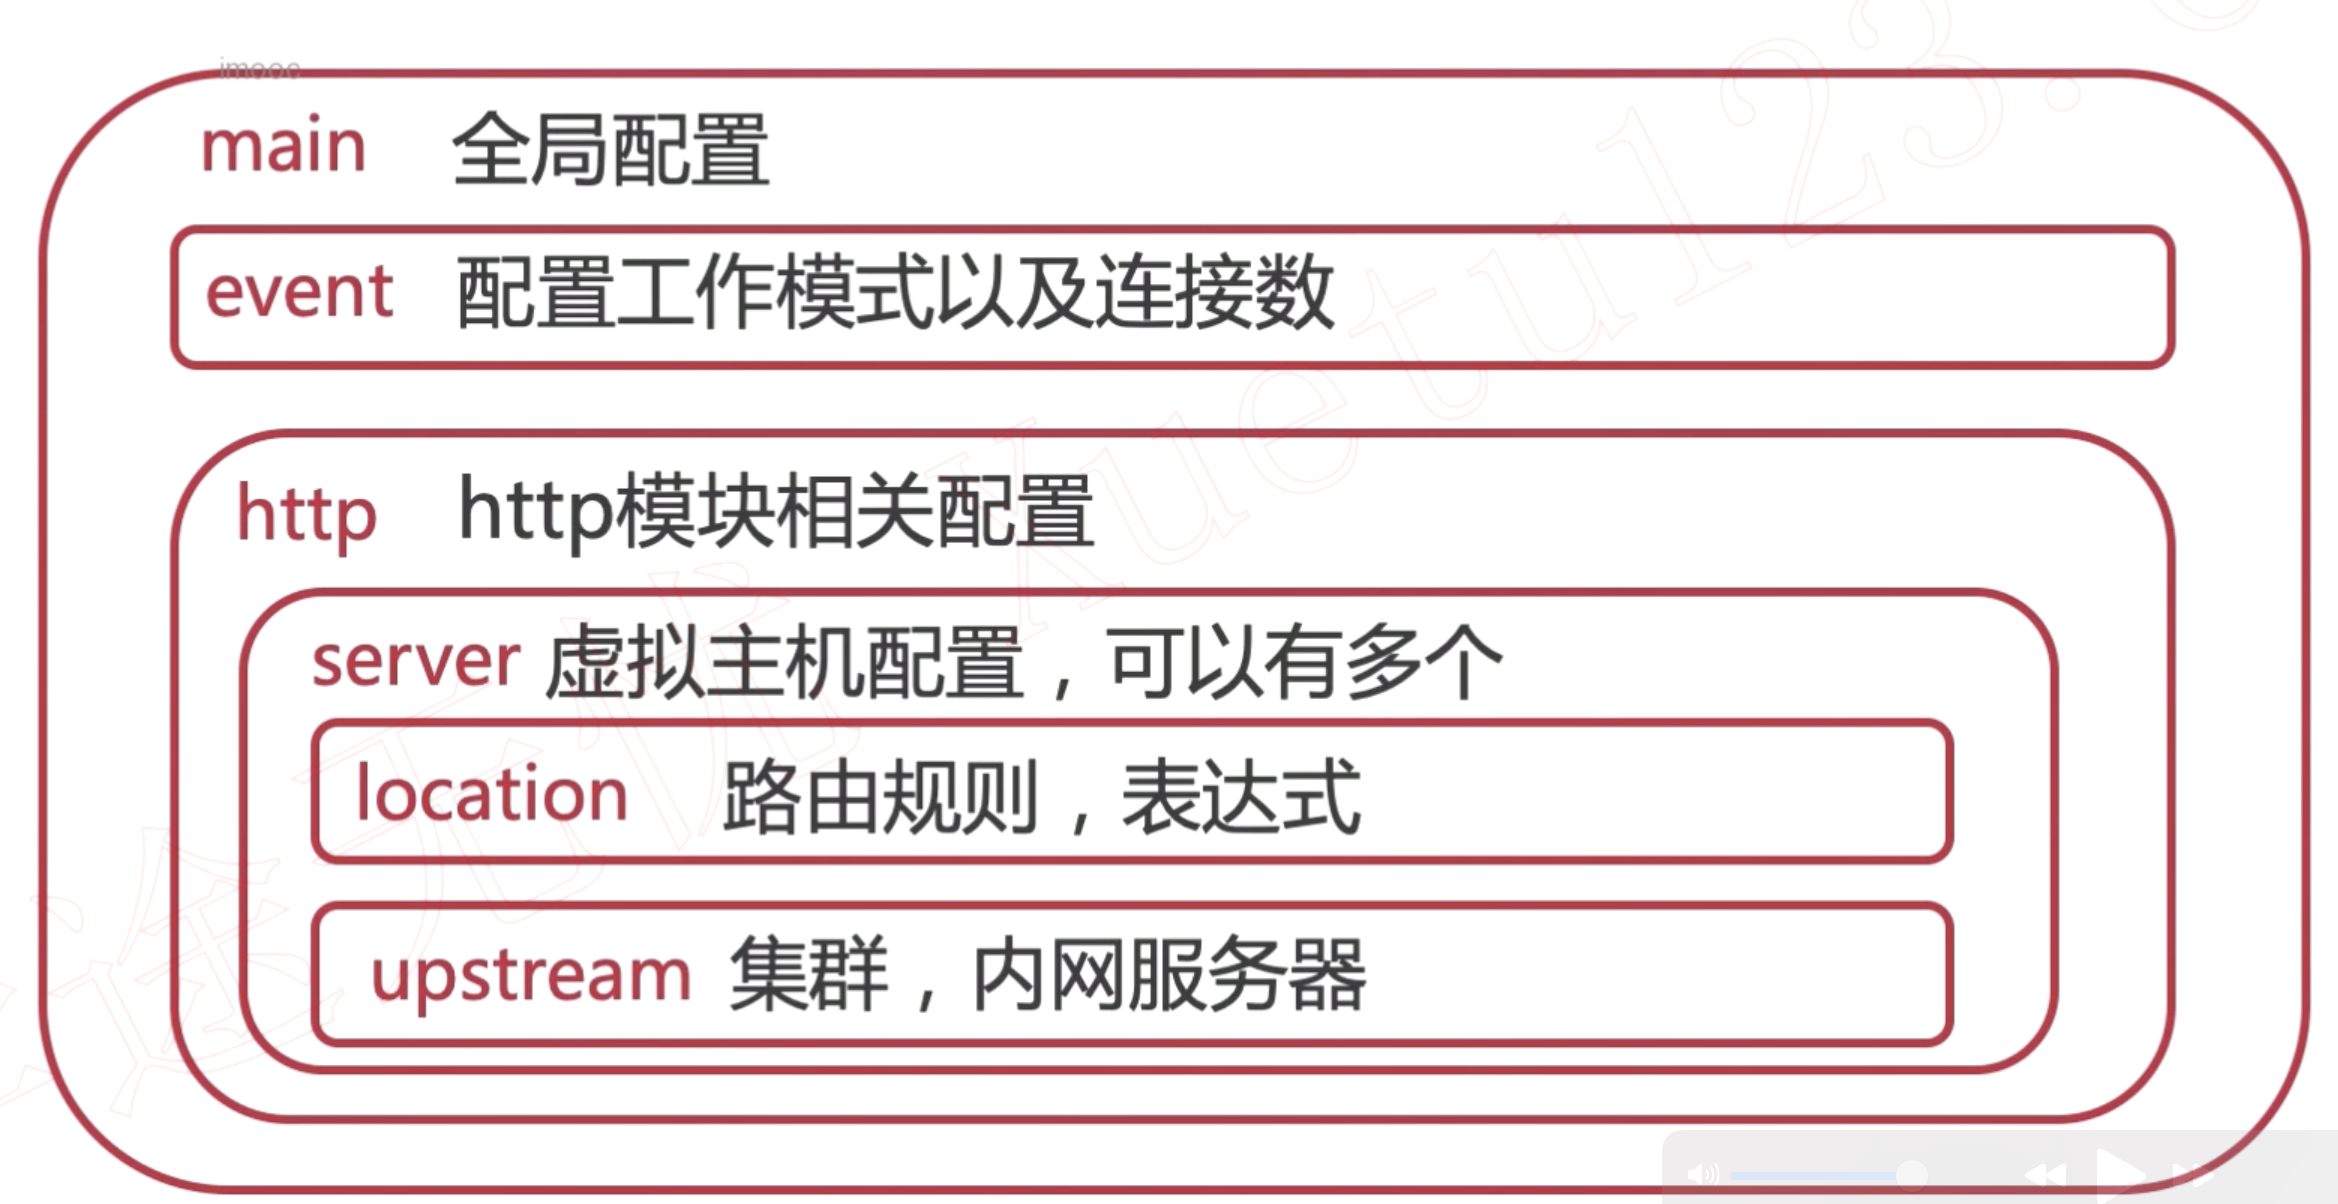 imooc
main 全局配置
event 配置工作模式以及连接数
http http模块相关配置
server 虚拟主机配置，可以有多个
location 路由规则，表达式
upstream 集群，内网服务器